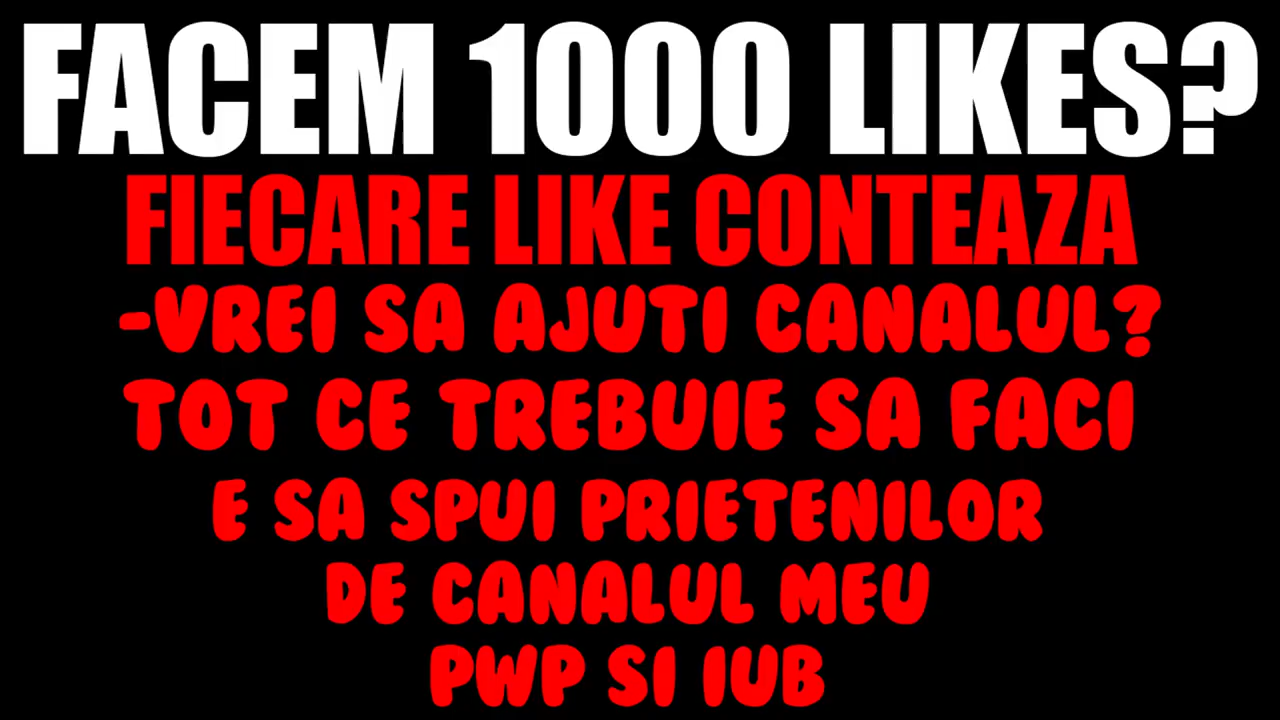 FACEM 1000 LIKES?
FIECARE LIKE CONTEAZA
-VREI SA AJUTI CANALUL?
TOT CE TREBUIE SA FACI
E SA SPUI PRIETENILOR
DE CANALUL MEU
PWP SI IUB